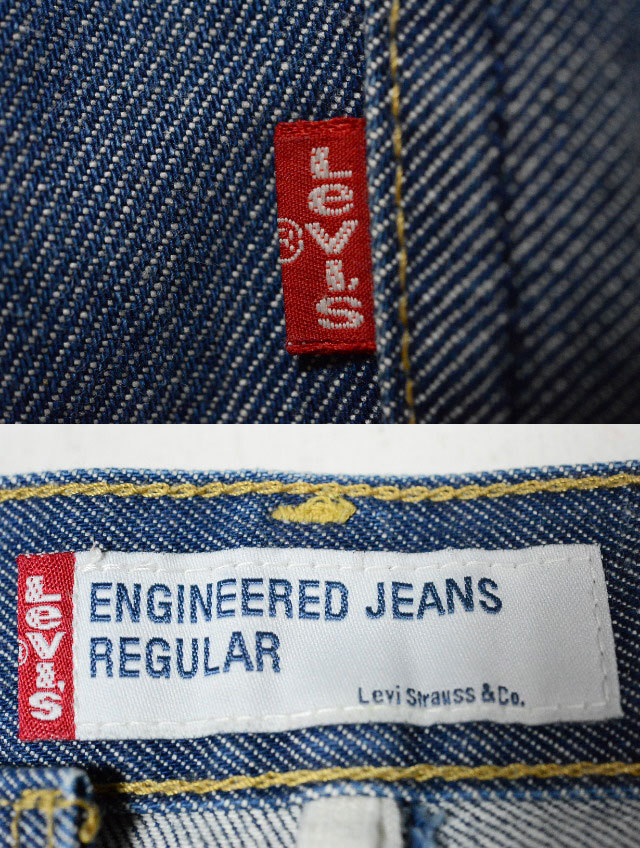 LeVI'S
®
LeVI'S
ENGINEERED JEANS
REGULAR
Levi Strauss & Co.